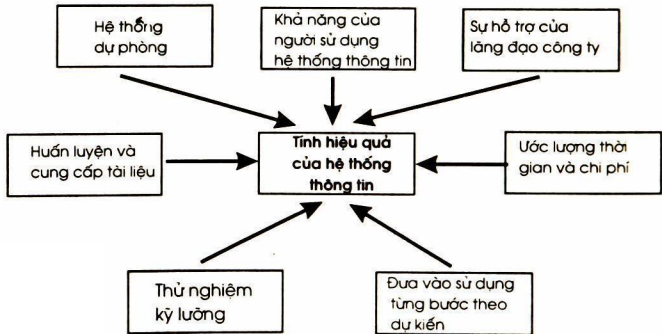 Hệ thống
dự phòng
Khả năng của
người sử dụng
hệ thống thông tin
Sự hỗ trợ của
lãng đạo công ty
Huấn luyện và
cung cấp tài liệu
Tính hiệu quả
của hệ thống
thông tin
Ước lượng thời
gian và chi phí
Thử nghiệm
kỹ lưỡng
Đưa vào sử dụng
từng bước theo
dự kiến